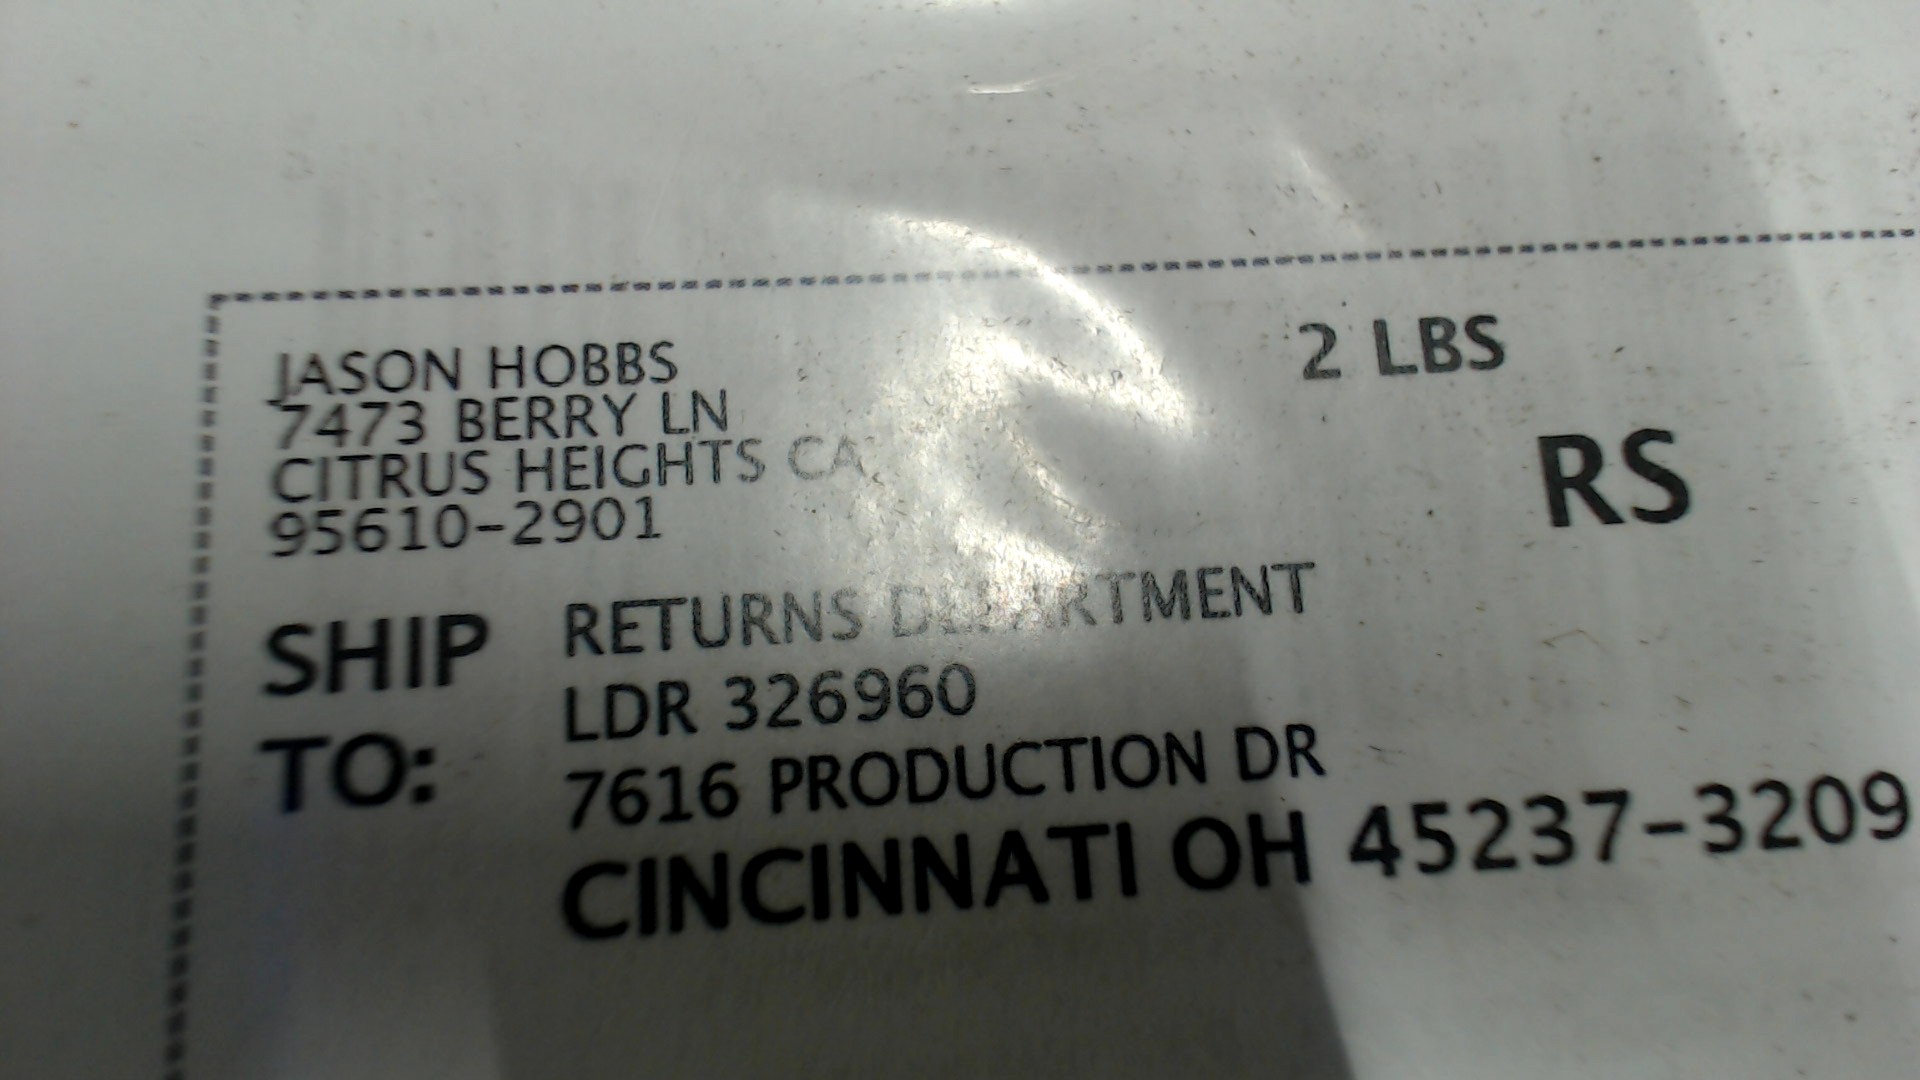 JASON HOBBS
7473 BERRY LN
CITRUS HEIGHTS CA
95610-2901
2 LBS
RS
SHIP TO:
RETURNS DEPARTMENT
LDR 326960
7616 PRODUCTION DR
CINCINNATI OH 45237-3209